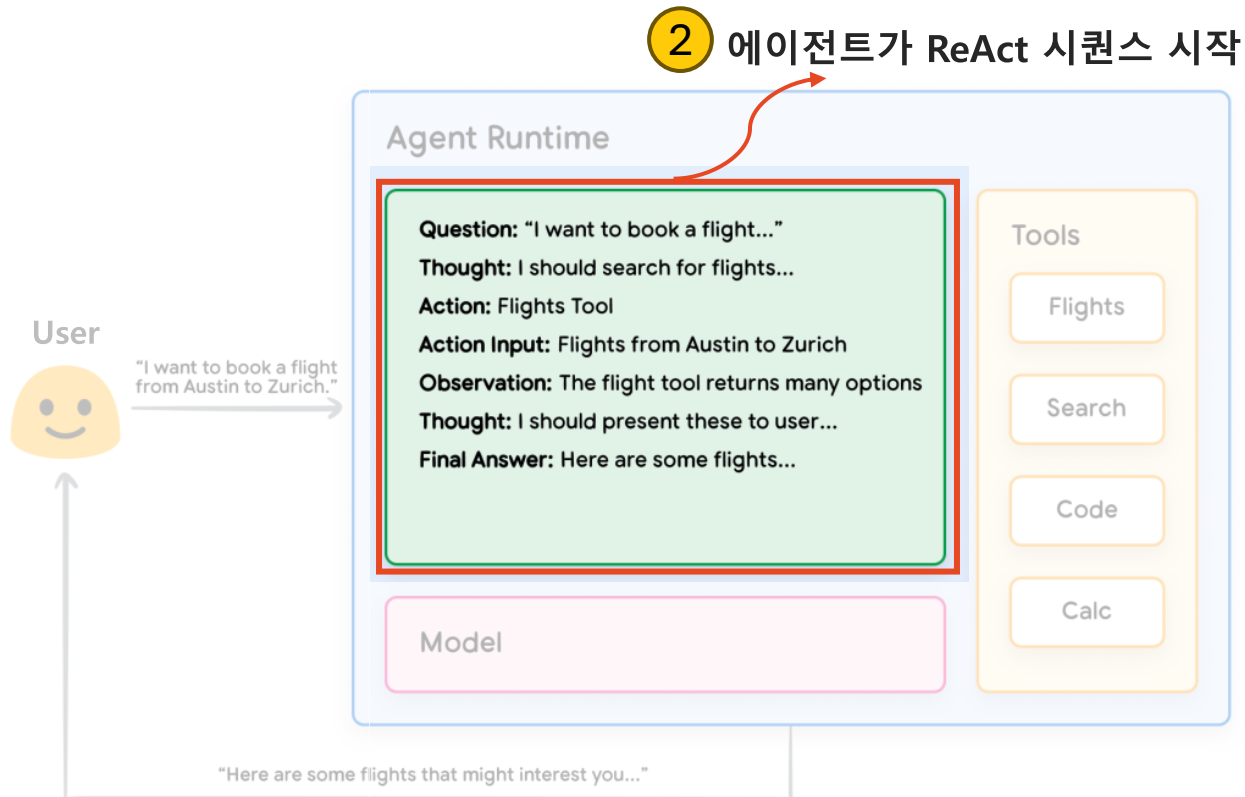 2 에이전트가 ReAct 시퀀스 시작
Agent Runtime
Question: “I want to book a flight...”
Thought: I should search for flights...
Action: Flights Tool
Action Input: Flights from Austin to Zurich
Observation: The flight tool returns many options
Thought: I should present these to user...
Final Answer: Here are some flights...
Tools
Flights
Search
Code
Calc
User
“I want to book a flight
from Austin to Zurich.”
Model
“Here are some flights that might interest you...”